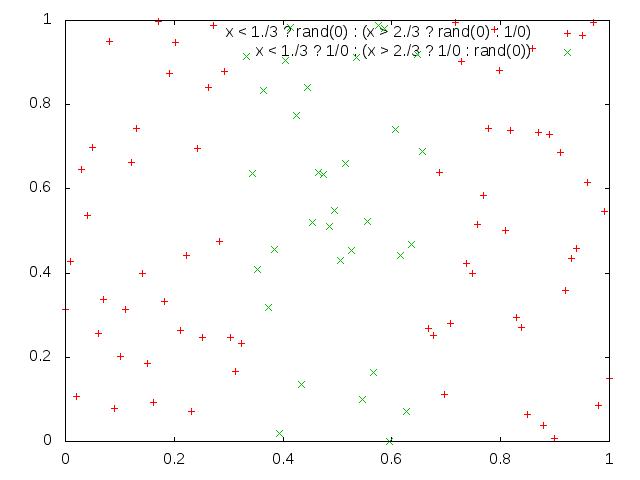 x < 1./3 ? rand(0) : (x > 2./3 ? rand(0) : 1/0)
x < 1./3 ? 1/0 : (x > 2./3 ? 1/0 : rand(0))
1
0.8
0.6
0.4
0.2
0
0 0.2 0.4 0.6 0.8 1